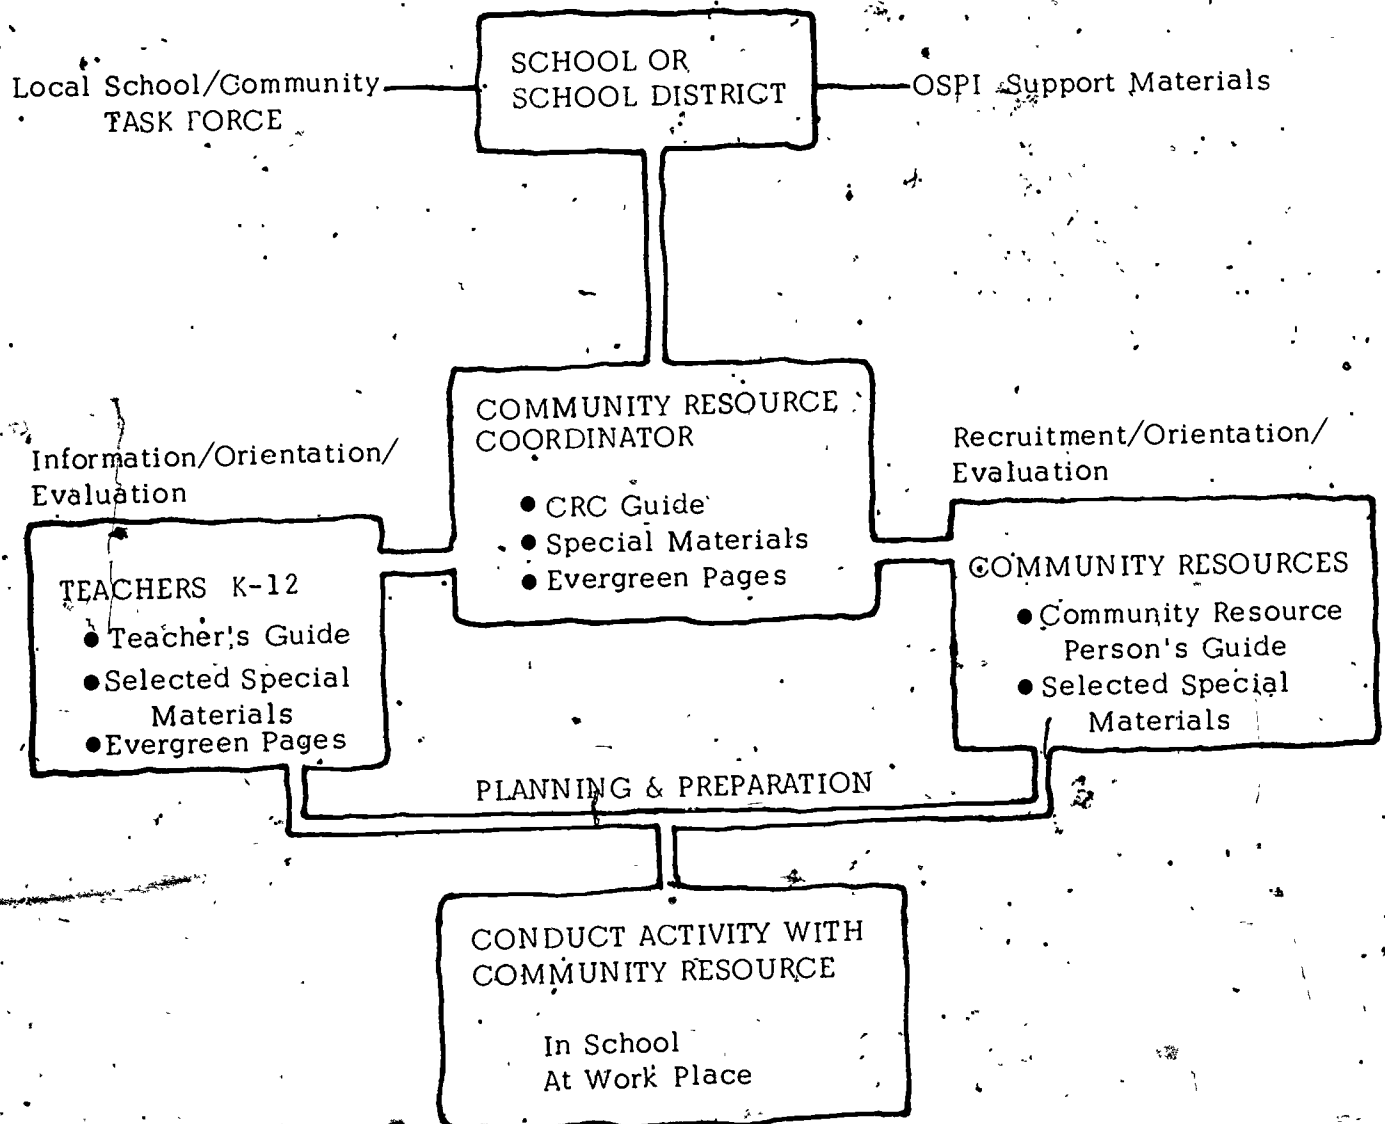 SCHOOL OR
SCHOOL DISTRICT
Local School/Community
TASK FORCE
OSPI Support Materials
COMMUNITY RESOURCE
COORDINATOR
● CRC Guide
● Special Materials
● Evergreen Pages
Information/Orientation/
Evaluation
Recruitment/Orientation/
Evaluation
TEACHERS K-12
● Teacher's Guide
● Selected Special
Materials
● Evergreen Pages
COMMUNITY RESOURCES
● Community Resource
Person's Guide
● Selected Special
Materials
PLANNING & PREPARATION
CONDUCT ACTIVITY WITH
COMMUNITY RESOURCE
In School
At Work Place